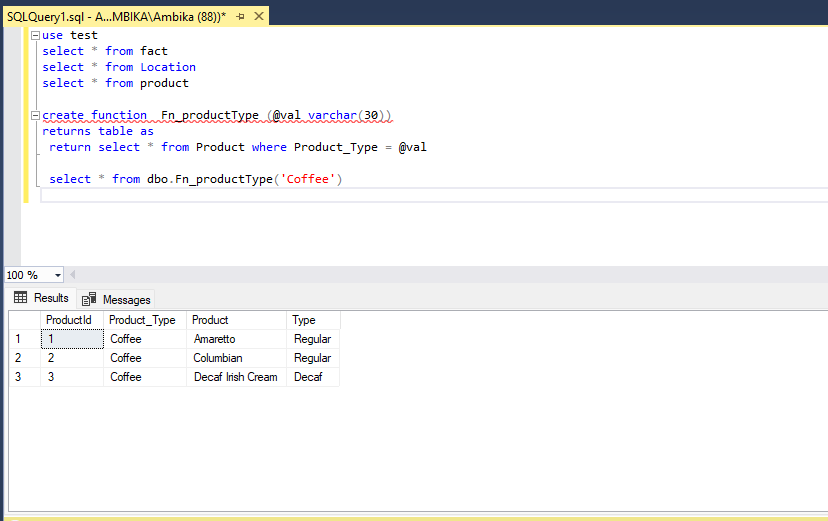 SQLQuery1.sql - A...MBIKA\Ambika (88))*
use test
select * from fact
select * from Location
select * from product
create function  Fn_productType (@val varchar(30))
returns table as
return select * from Product where Product_Type = @val
select * from dbo.Fn_productType('Coffee')
100 %
Results Messages
ProductId Product_Type Product Type
1 1 Coffee Amaretto Regular
2 2 Coffee Columbian Regular
3 3 Coffee Decaf Irish Cream Decaf